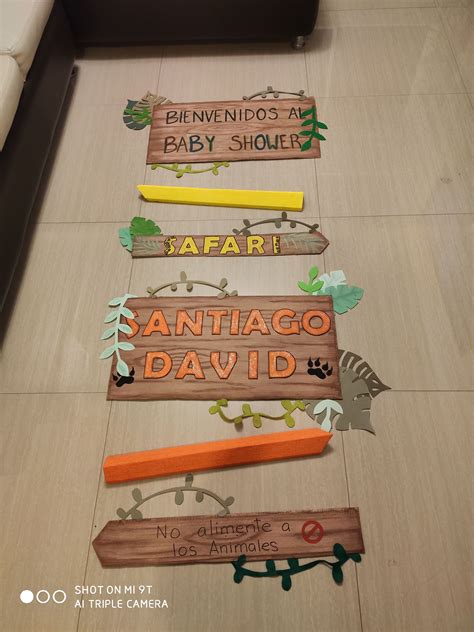 BIENVENIDOS AL
BABY SHOWER
SAFARI
SANTIAGO
DAVID
No alimente a
los Animales
SHOT ON MI 9T
AI TRIPLE CAMERA